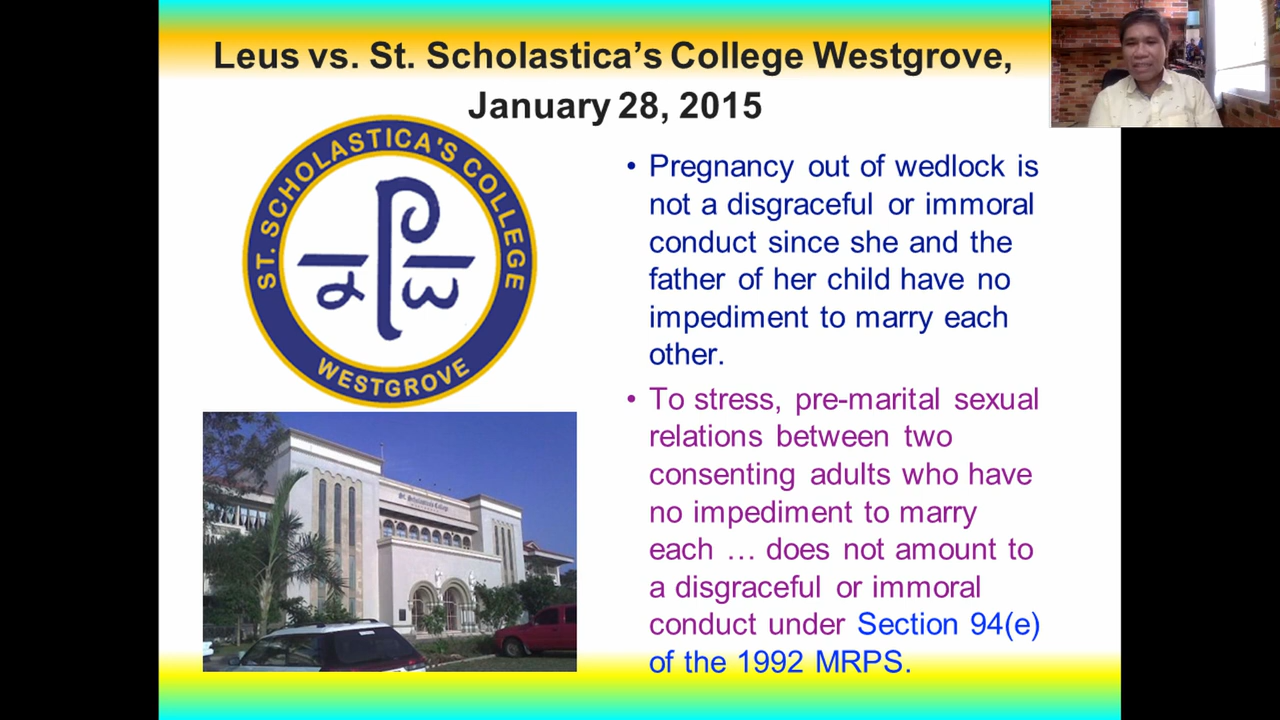 Leus vs. St. Scholastica’s College Westgrove,
January 28, 2015
ST. SCHOLASTICA'S COLLEGE
WESTGROVE
St. Scholastica's College
• Pregnancy out of wedlock is
not a disgraceful or immoral
conduct since she and the
father of her child have no
impediment to marry each
other.
• To stress, pre-marital sexual
relations between two
consenting adults who have
no impediment to marry
each … does not amount to
a disgraceful or immoral
conduct under Section 94(e)
of the 1992 MRPS.